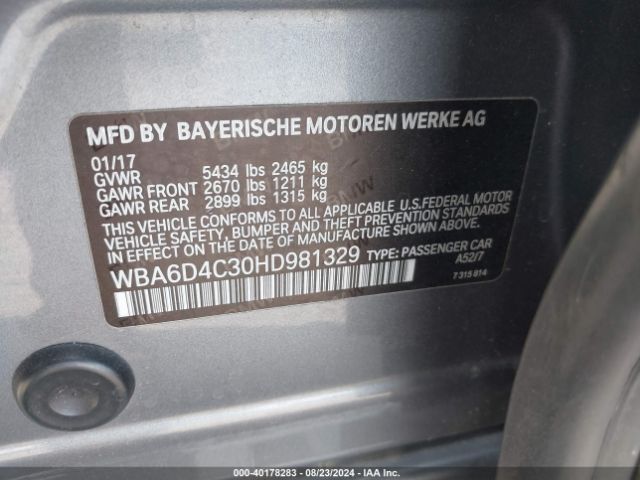 MFD BY BAYERISCHE MOTOREN WERKE AG
01/17
GVWR 5434 lbs 2465 kg
GAWR FRONT 2670 lbs 1211 kg
GAWR REAR 2899 lbs 1315 kg
THIS VEHICLE CONFORMS TO ALL APPLICABLE U.S.FEDERAL MOTOR
VEHICLE SAFETY, BUMPER AND THEFT PREVENTION STANDARDS
IN EFFECT ON THE DATE OF MANUFACTURE SHOWN ABOVE.
WBA6D4C30HD981329 TYPE: PASSENGER CAR
A52/7
7315814
000-40178283 - 08/23/2024 - IAA Inc.